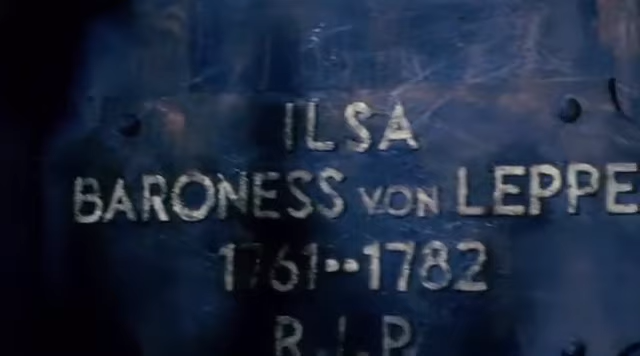 ILSA
BARONESS VON LEPPE
1761--1782
R.I.P.